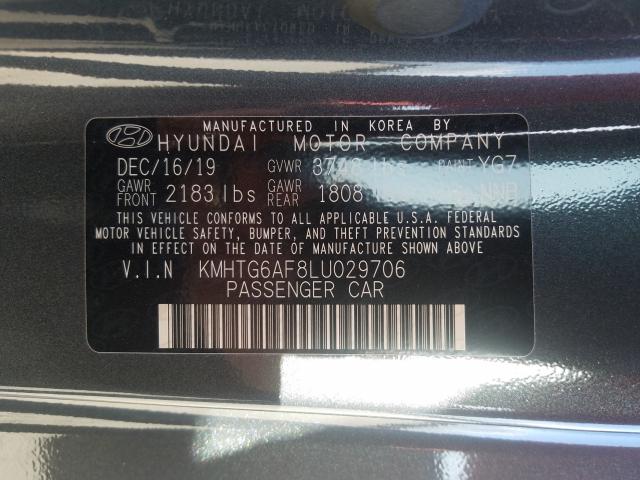 MANUFACTURED IN KOREA BY
HYUNDAI MOTOR COMPANY
DEC/16/19 GVWR lbs PAINT YG7
GAWR FRONT 2183 lbs GAWR REAR 1808
THIS VEHICLE CONFORMS TO ALL APPLICABLE U.S.A. FEDERAL
MOTOR VEHICLE SAFETY, BUMPER, AND THEFT PREVENTION STANDARDS
IN EFFECT ON THE DATE OF MANUFACTURE SHOWN ABOVE.
V.I.N KMHTG6AF8LU029706
PASSENGER CAR